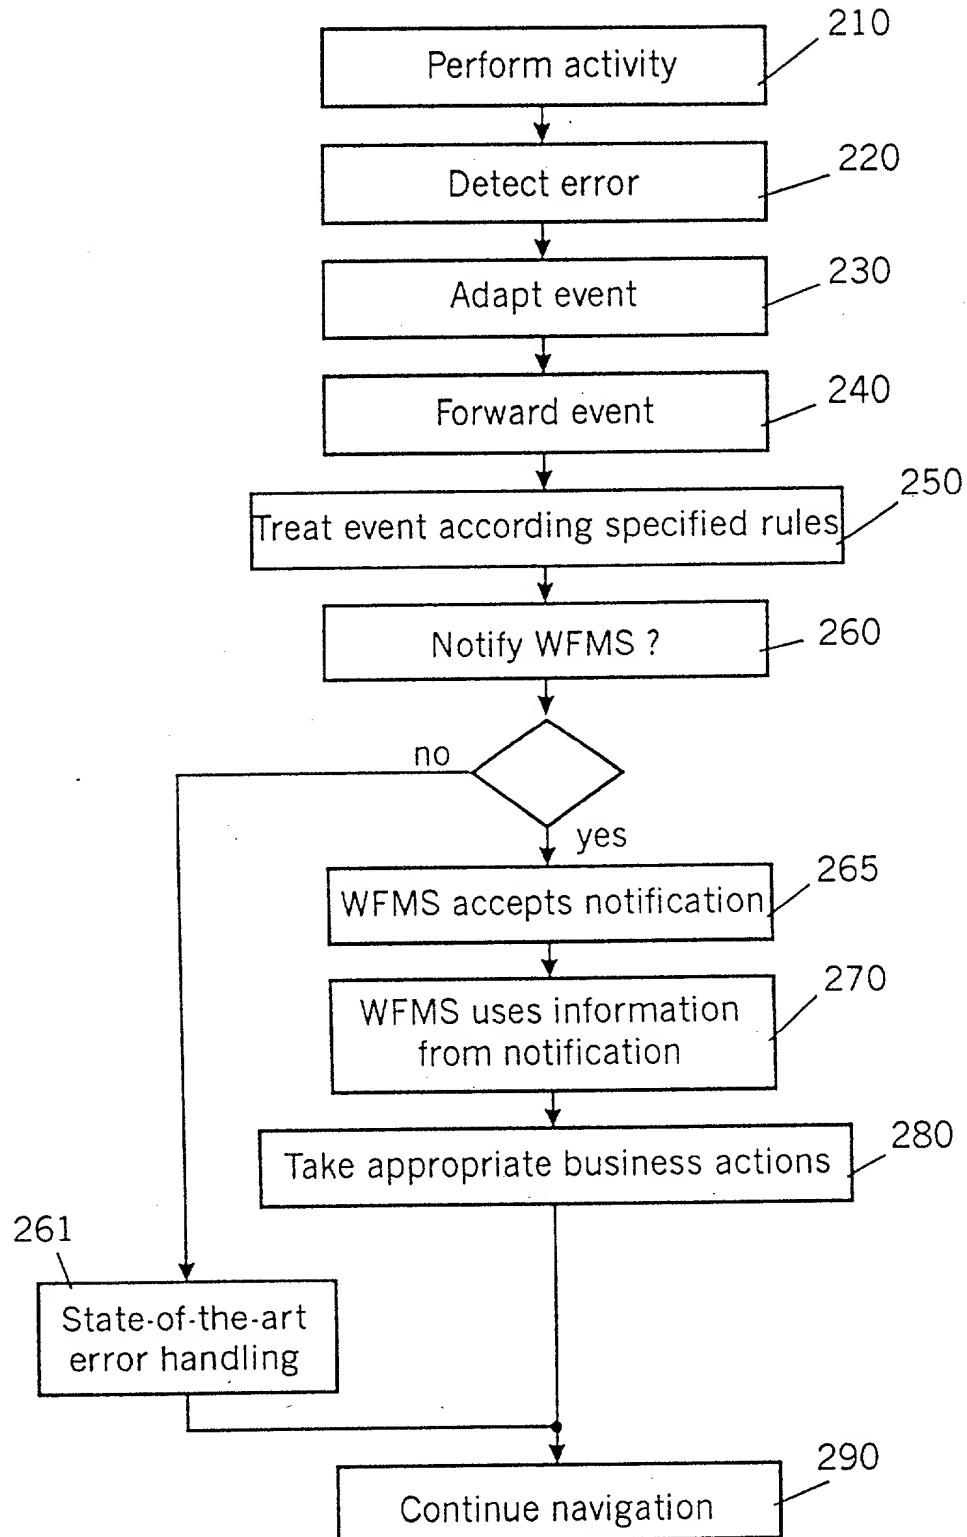 210
Perform activity
220
Detect error
230
Adapt event
240
Forward event
250
Treat event according specified rules
260
Notify WFMS ?
no
yes
265
WFMS accepts notification
270
WFMS uses information
from notification
280
Take appropriate business actions
261
State-of-the-art
error handling
290
Continue navigation